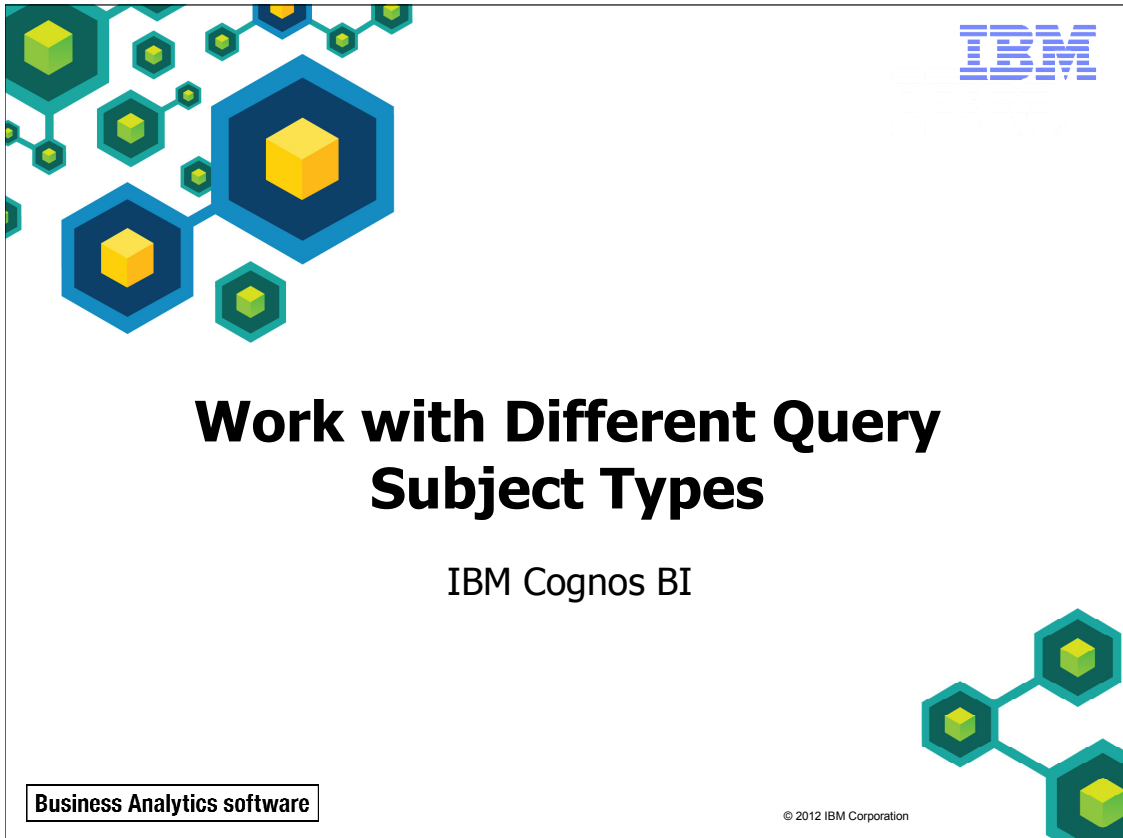 IBM
Work with Different Query
Subject Types
IBM Cognos BI
Business Analytics software
© 2012 IBM Corporation